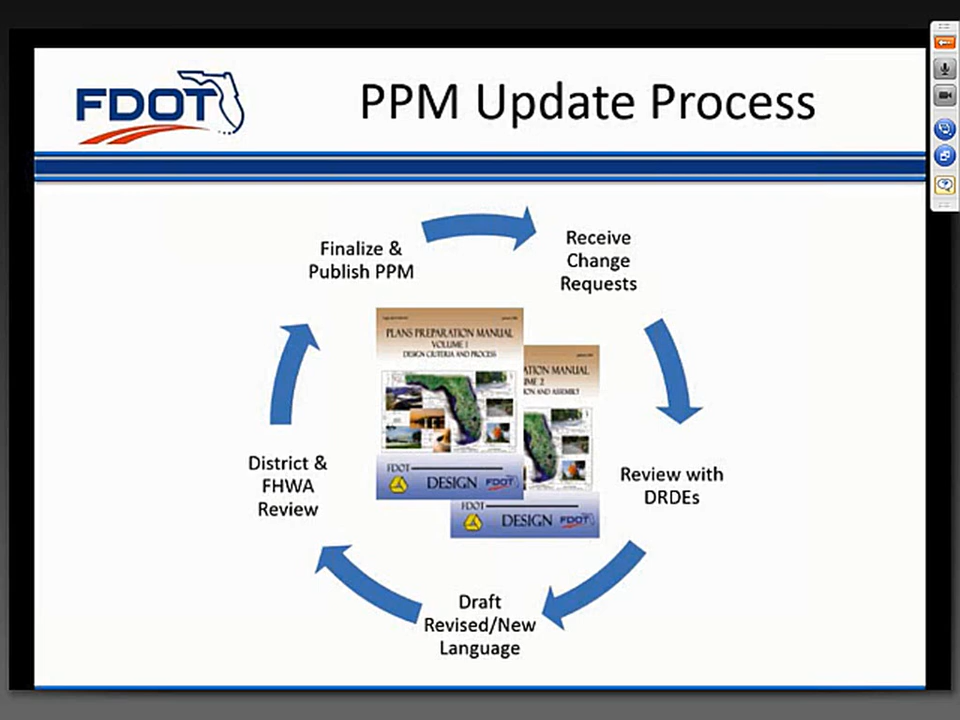 FDOT
PPM Update Process
Finalize &
Publish PPM
Receive
Change
Requests
PLANS PREPARATION MANUAL
VOLUME 1
DESIGN CRITERIA AND PROCESS
FDOT
DESIGN FDOT
ATION MANUAL
ME 2
ON AND ASSEMBLY
FDOT
DESIGN FDOT
District &
FHWA
Review
Review with
DRDEs
Draft
Revised/New
Language